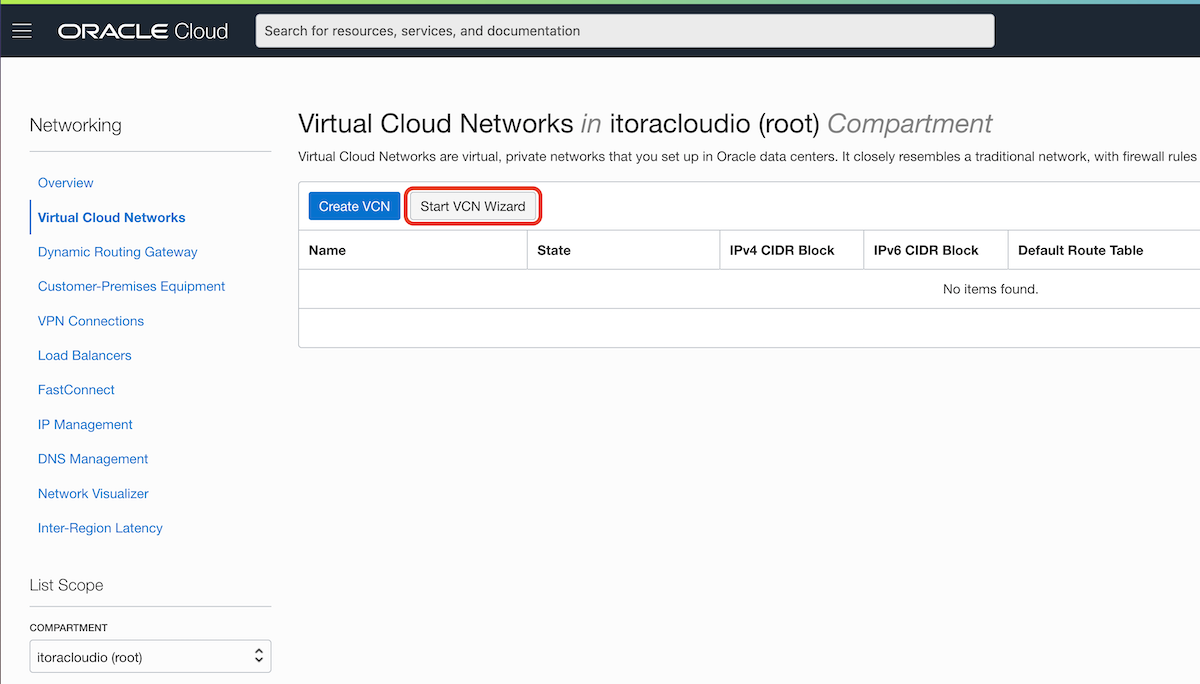 ORACLE Cloud
Search for resources, services, and documentation
Networking
Overview
Virtual Cloud Networks
Dynamic Routing Gateway
Customer-Premises Equipment
VPN Connections
Load Balancers
FastConnect
IP Management
DNS Management
Network Visualizer
Inter-Region Latency
List Scope
COMPARTMENT
itoracloudio (root)
Virtual Cloud Networks in itoracloudio (root) Compartment
Virtual Cloud Networks are virtual, private networks that you set up in Oracle data centers. It closely resembles a traditional network, with firewall rules
Create VCN Start VCN Wizard
Name State IPv4 CIDR Block IPv6 CIDR Block Default Route Table
No items found.